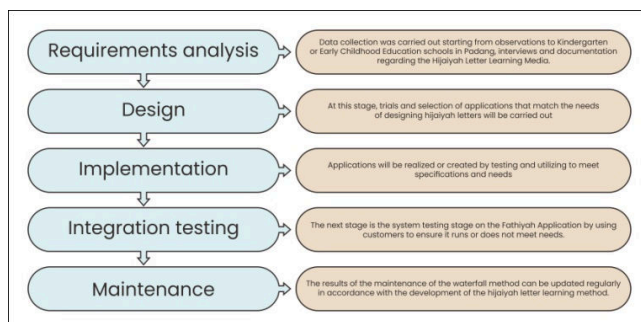 Requirements analysis
Data collection was carried out starting from observations to Kindergarten
or Early Childhood Education schools in Padang, interviews and documentation
regarding the Hijaiyah Letter Learning Media.
Design
At this stage, trials and selection of applications that match the needs
of designing hijaiyah letters will be carried out
Implementation
Applications will be realized or created by testing and utilizing to meet
specifications and needs
Integration testing
The next stage is the system testing stage on the Fathiyah Application by using
customers to ensure it runs or does not meet needs.
Maintenance
The results of the maintenance of the waterfall method can be updated regularly
in accordance with the development of the hijaiyah letter learning method.